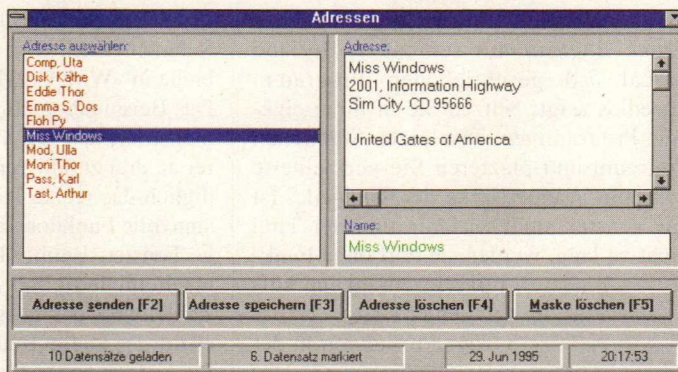 Adressen
Adresse auswählen:
Comp, Uta
Disk, Käthe
Eddie Thor
Emma S. Dos
Floh Py
Miss Windows
Mod, Ulla
Moni Thor
Pass, Karl
Tast, Arthur
Adresse:
Miss Windows
2001, Information Highway
Sim City, CD 95666
United Gates of America
Name:
Miss Windows
Adresse senden [F2]
Adresse speichern [F3]
Adresse löschen [F4]
Maske löschen [F5]
10 Datensätze geladen
6. Datensatz markiert
29. Jun 1995
20:17:53